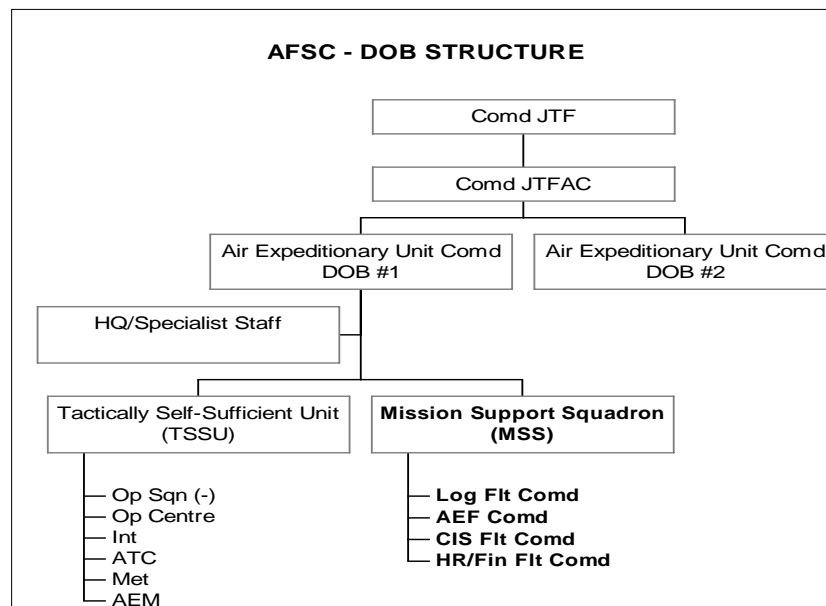 AFSC - DOB STRUCTURE
Comd JTF
Comd JTFAC
Air Expeditionary Unit Comd
DOB #1
Air Expeditionary Unit Comd
DOB #2
HQ/Specialist Staff
Tactically Self-Sufficient Unit
(TSSU)
Mission Support Squadron
(MSS)
Op Sqn (-)
Op Centre
Int
ATC
Met
AEM
Log Flt Comd
AEF Comd
CIS Flt Comd
HR/Fin Flt Comd